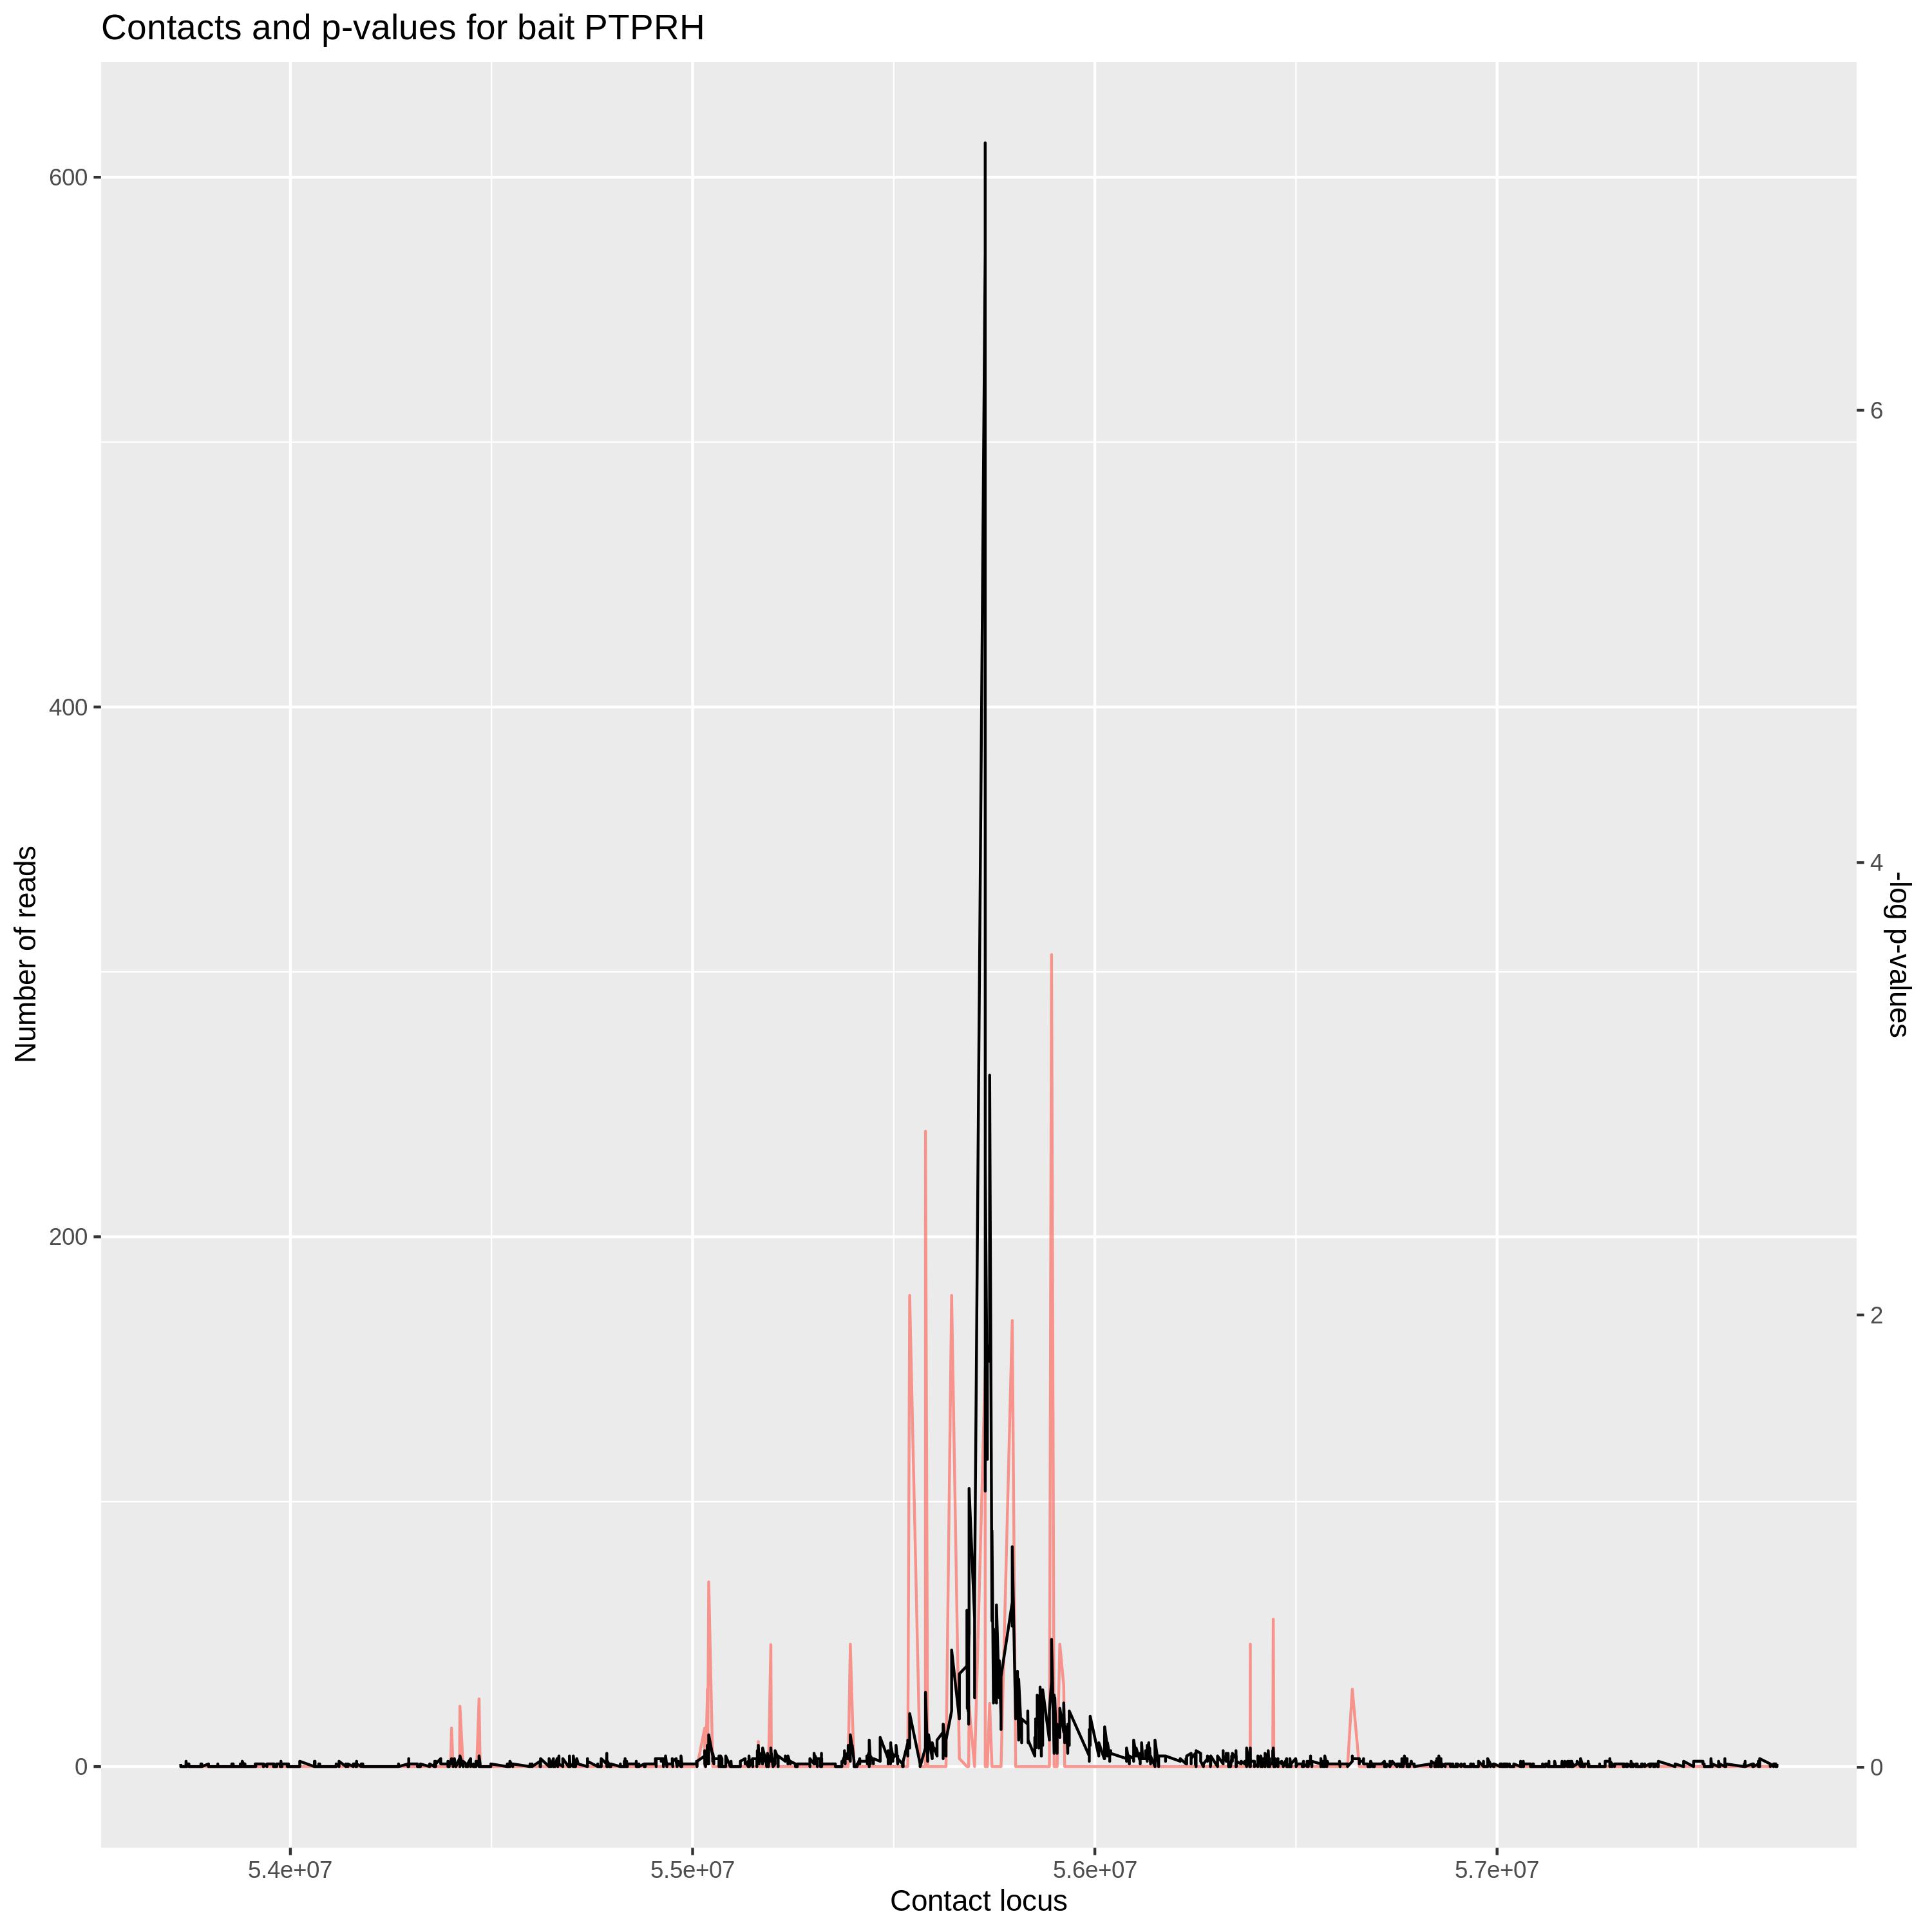 Contacts and p-values for bait PTPRH
600
400
200
0
Number of reads
6
4
2
0
-log p-values
5.4e+07
5.5e+07
5.6e+07
5.7e+07
Contact locus